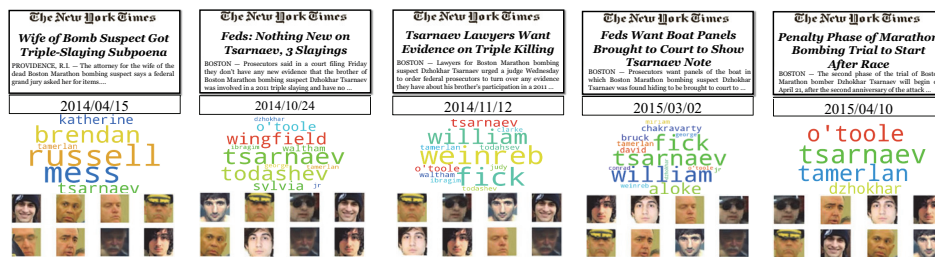 The New York Times
Wife of Bomb Suspect Got
Triple-Slaying Subpoena
PROVIDENCE, R.I. — The attorney for the wife of the
dead Boston Marathon bombing suspect says a federal
grand jury asked her for items....
2014/04/15
katherine
brendan
tamerlan
russell
mess
tsarnaev
The New York Times
Feds: Nothing New on
Tsarnaev, 3 Slayings
BOSTON — Prosecutors said in a court filing Friday
they don't have any new evidence that the brother of
Boston Marathon bombing suspect Dzhokhar Tsarnaev
was involved in a 2011 triple slaying and have no ...
2014/10/24
dzhokhar
o'toole
wingfield
ibragim waltham
tsarnaev
tamerlan
todashev
sylvia jr
The New York Times
Tsarnaev Lawyers Want
Evidence on Triple Killing
BOSTON — Lawyers for Boston Marathon bombing
suspect Dzhokhar Tsarnaev urged a judge Wednesday
to order federal prosecutors to turn over any evidence
they have about his brother's participation in a 2011 ...
2014/11/12
tsarnaev
clarke
william
tamerlan todahsev
weinreb
o'toole judy
waltham fick
ibragim
todashev
The New York Times
Feds Want Boat Panels
Brought to Court to Show
Tsarnaev Note
BOSTON — Prosecutors want panels of the boat in
which Boston Marathon bombing suspect Dzhokhar
Tsarnaev was found hiding to be brought to court to ...
2015/03/02
miriam
chakravarty
bruck george
fick
tamerlan
david
tsarnaev
conrad o'toole jr
william
weinreb aloke
The New York Times
Penalty Phase of Marathon
Bombing Trial to Start
After Race
BOSTON — The second phase of the trial of Boston
Marathon bomber Dzhokhar Tsarnaev will begin
April 21, after the second anniversary of the attack ...
2015/04/10
o'toole
tsarnaev
tamerlan
dzhokhar